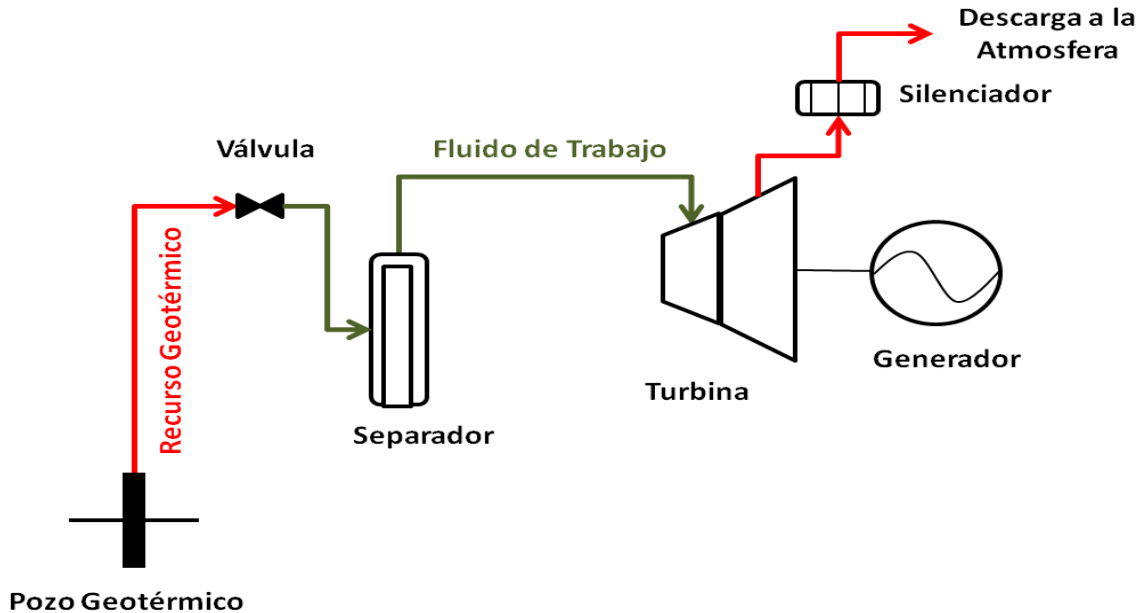 Descarga a la
Atmosfera
Silenciador
Válvula
Fluido de Trabajo
Recurso Geotérmico
Generador
Turbina
Separador
Pozo Geotérmico